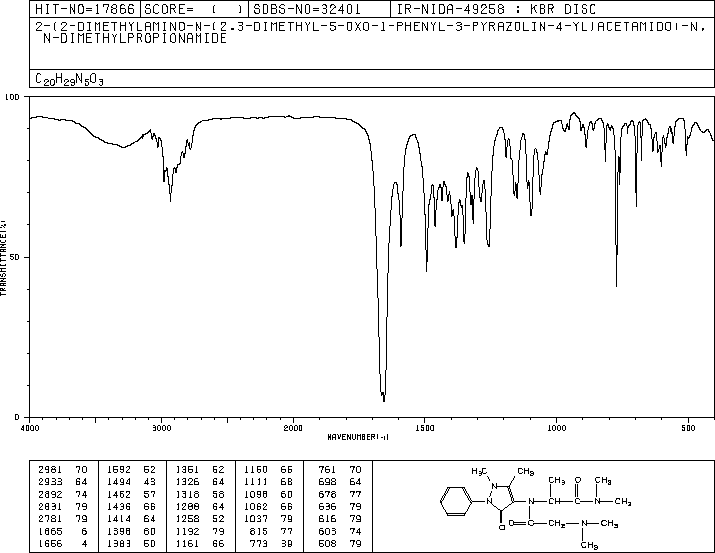 HIT-NO=17866 SCORE= ( ) SDBS-NO=32401 IR-NIDA-49258 : KBR DISC
2-(2-DIMETHYLAMINO-N-(2,3-DIMETHYL-5-OXO-1-PHENYL-3-PYRAZOLIN-4-YL)ACETAMIDO)-N,
N-DIMETHYLPROPIONAMIDE
C20H29N5O3
100
50
0
TRANSMITTANCE(%)
4000 3000 2000 1500 1000 500
WAVENUMBER(-1)
2981 70 1592 52 1351 52 1160 66 761 70
2933 64 1494 43 1326 64 1111 68 698 64
2892 74 1462 57 1318 58 1098 60 678 77
2831 79 1436 66 1288 64 1062 66 636 79
2781 79 1414 64 1258 52 1037 79 616 79
1665 6 1398 60 1192 79 815 77 603 74
1656 4 1383 50 1161 66 773 39 508 79
H3C CH3 CH3 O
N N CH3
N O N CH CH3
O CH2 N CH3
CH3